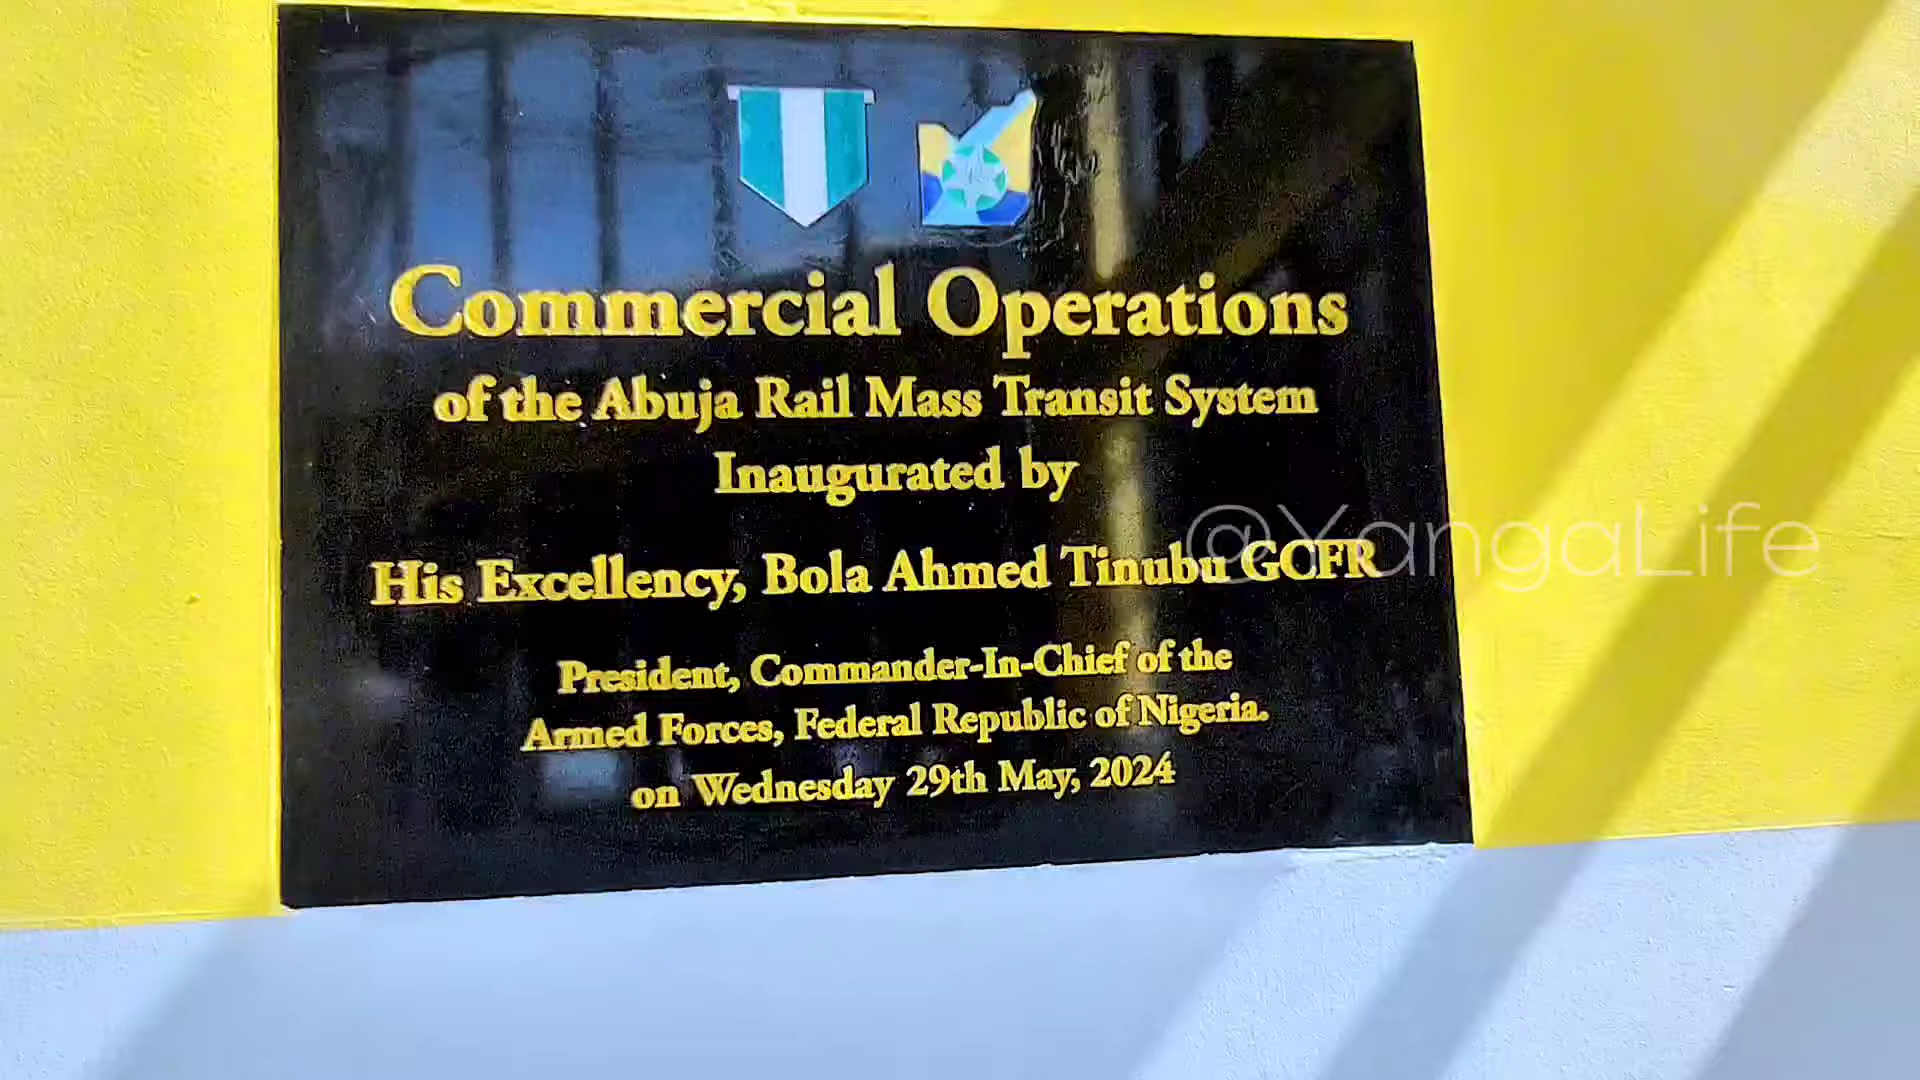 Commercial Operations
of the Abuja Rail Mass Transit System
Inaugurated by
His Excellency, Bola Ahmed Tinubu GCFR
@YangaLife
President, Commander-In-Chief of the
Armed Forces, Federal Republic of Nigeria.
on Wednesday 29th May, 2024